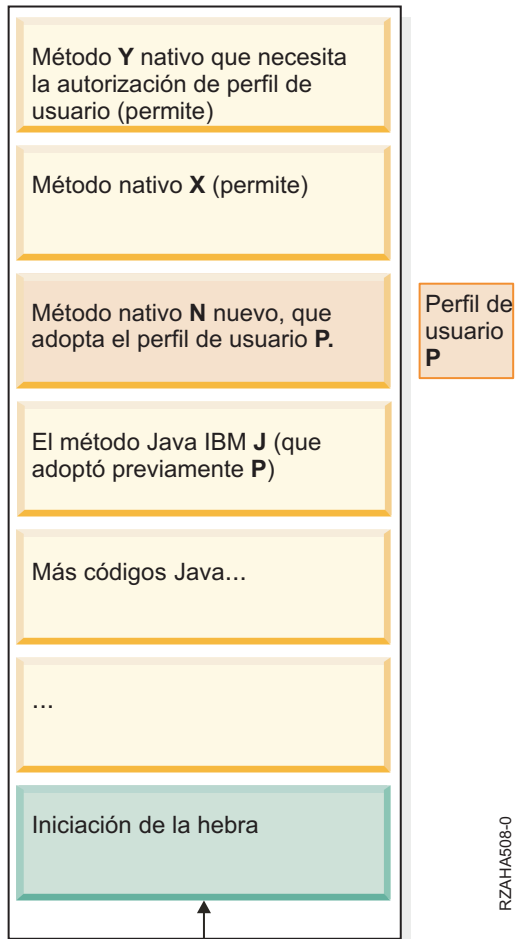 Método Y nativo que necesita
la autorización de perfil de
usuario (permite)
Método nativo X (permite)
Método nativo N nuevo, que
adopta el perfil de usuario P.
Perfil de
usuario
P
El método Java IBM J (que
adoptó previamente P)
Más códigos Java...
...
Iniciación de la hebra
RZAHA508-0